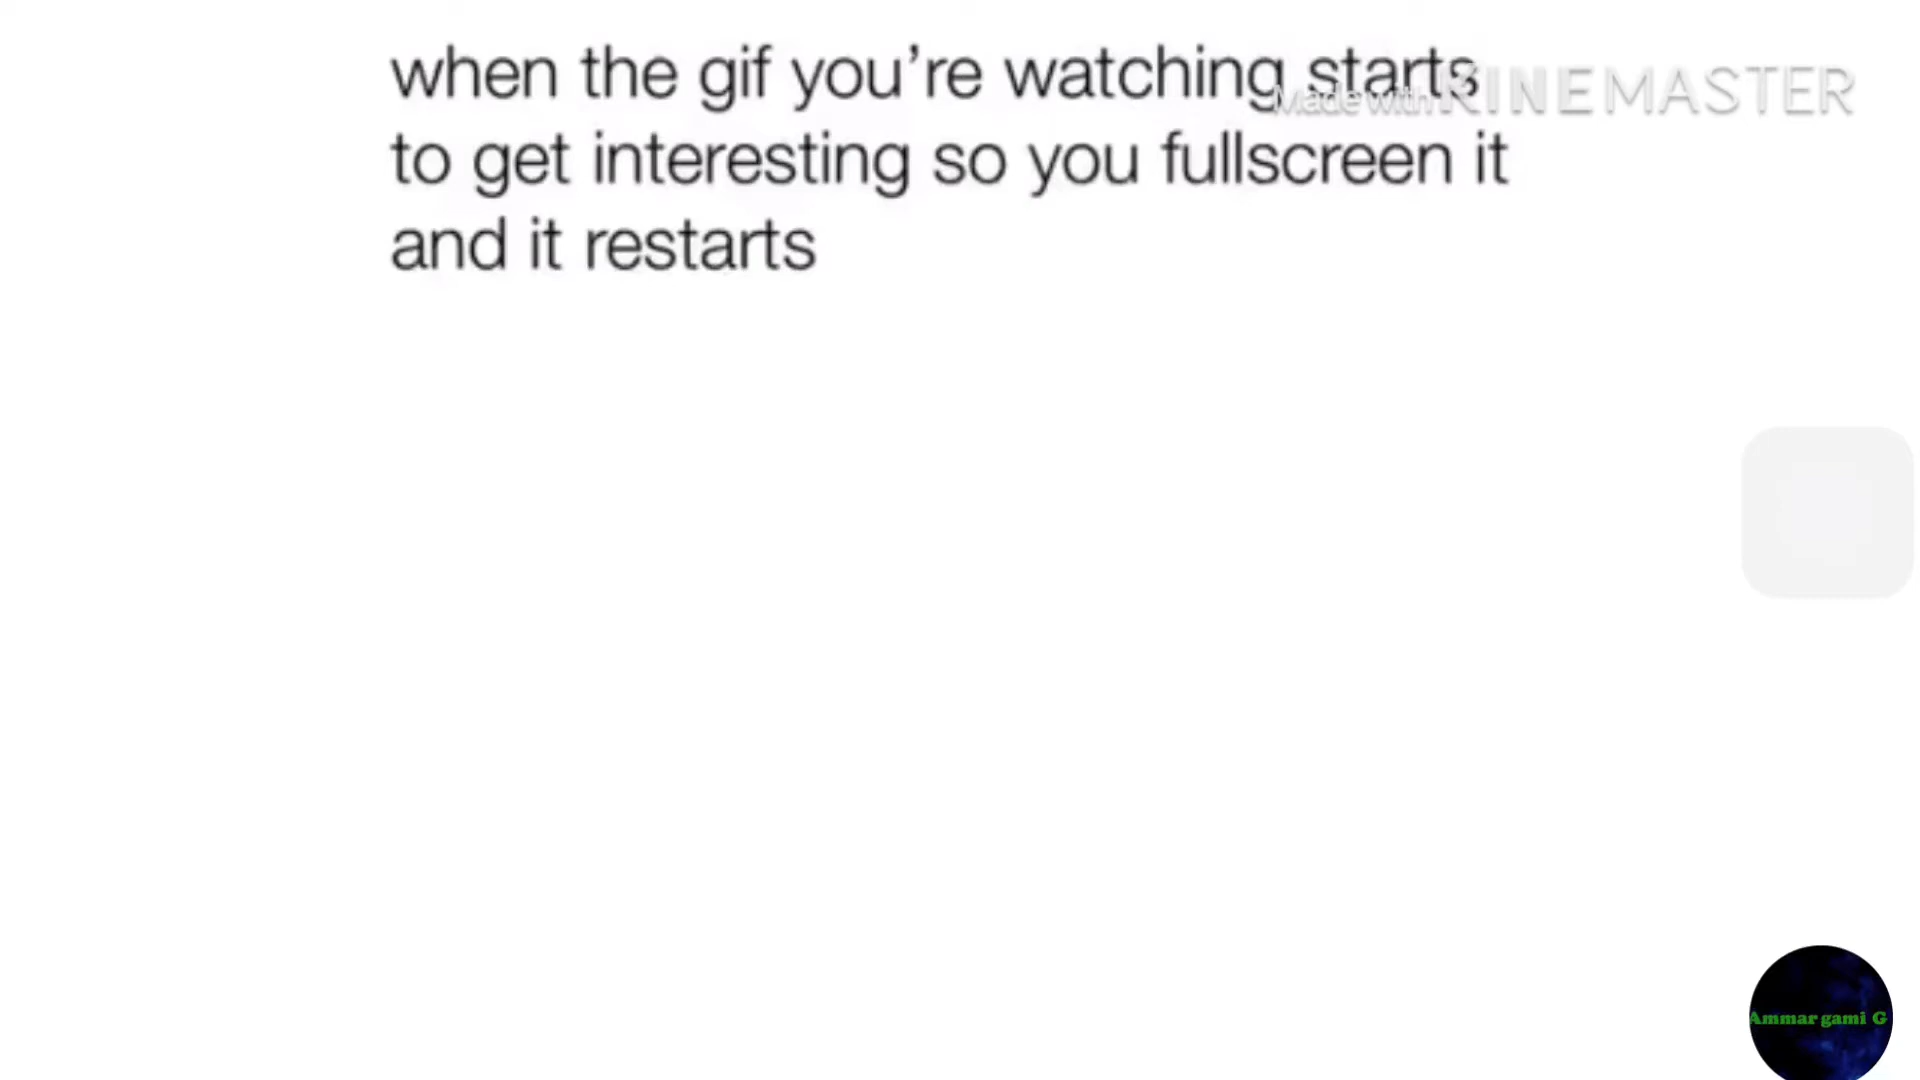 when the gif you’re watching starts
Made with KINEMASTER
to get interesting so you fullscreen it
and it restarts
Ammar gami G